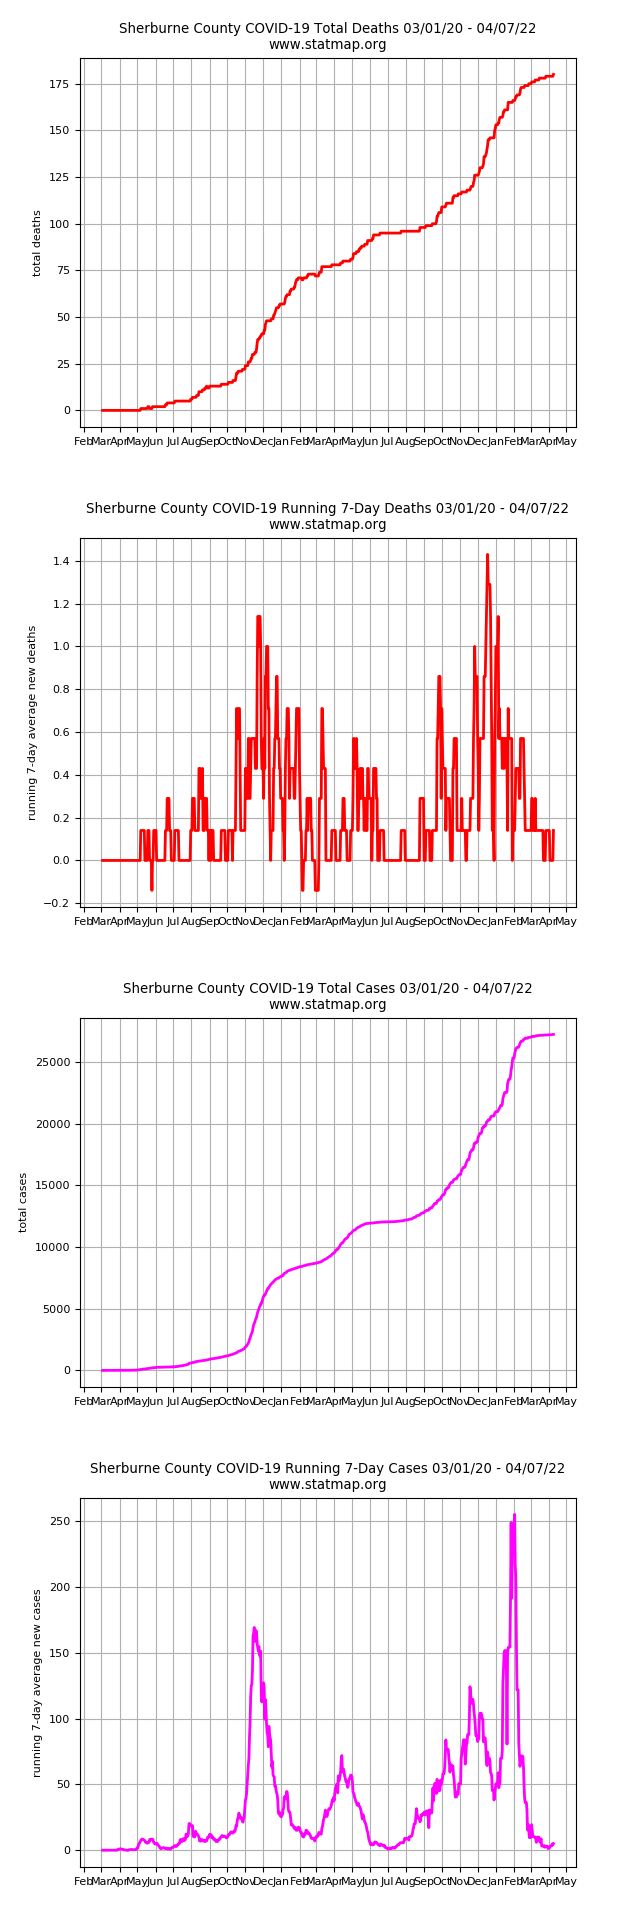 Sherburne County COVID-19 Total Deaths 03/01/20 - 04/07/22
www.statmap.org
total deaths
175
150
125
100
75
50
25
0
Feb Mar Apr May Jun Jul Aug Sep Oct Nov Dec Jan Feb Mar Apr May Jun Jul Aug Sep Oct Nov Dec Jan Feb Mar Apr May
Sherburne County COVID-19 Running 7-Day Deaths 03/01/20 - 04/07/22
www.statmap.org
running 7-day average new deaths
1.4
1.2
1.0
0.8
0.6
0.4
0.2
0.0
−0.2
Feb Mar Apr May Jun Jul Aug Sep Oct Nov Dec Jan Feb Mar Apr May Jun Jul Aug Sep Oct Nov Dec Jan Feb Mar Apr May
Sherburne County COVID-19 Total Cases 03/01/20 - 04/07/22
www.statmap.org
total cases
25000
20000
15000
10000
5000
0
Feb Mar Apr May Jun Jul Aug Sep Oct Nov Dec Jan Feb Mar Apr May Jun Jul Aug Sep Oct Nov Dec Jan Feb Mar Apr May
Sherburne County COVID-19 Running 7-Day Cases 03/01/20 - 04/07/22
www.statmap.org
running 7-day average new cases
250
200
150
100
50
0
Feb Mar Apr May Jun Jul Aug Sep Oct Nov Dec Jan Feb Mar Apr May Jun Jul Aug Sep Oct Nov Dec Jan Feb Mar Apr May